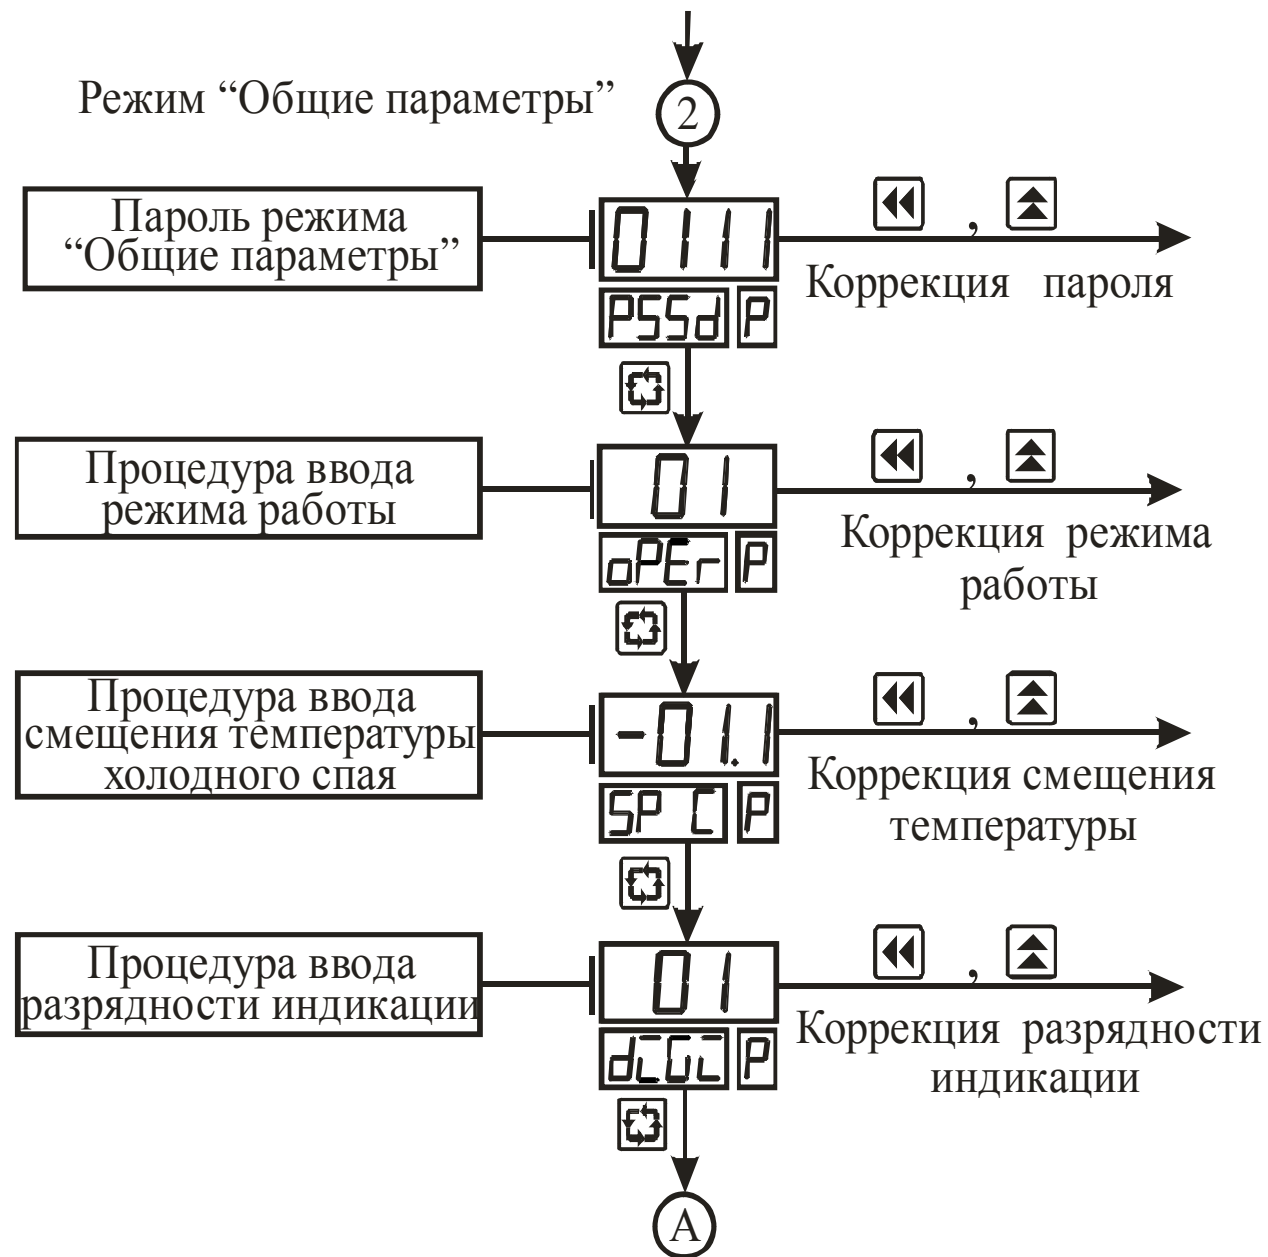 Режим “Общие параметры”
2
Пароль режима
“Общие параметры”
0111
PSSd P
,
Коррекция пароля
Процедура ввода
режима работы
01
oPEr P
,
Коррекция режима
работы
Процедура ввода
смещения температуры
холодного спая
-01.1
SP C P
,
Коррекция смещения
температуры
Процедура ввода
разрядности индикации
01
P
,
Коррекция разрядности
индикации
A